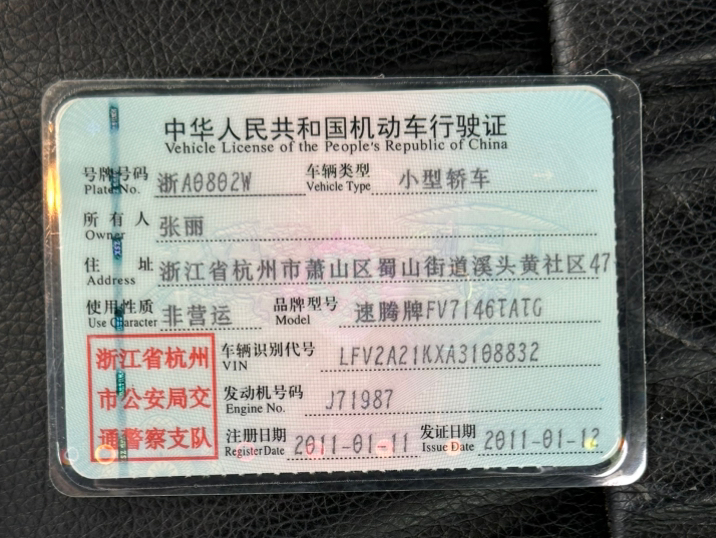 中华人民共和国机动车行驶证
Vehicle License of the People's Republic of China
号牌号码 浙A0802W 车辆类型 小型轿车
Plate No. Vehicle Type
所有人 张丽
Owner
住址 浙江省杭州市萧山区蜀山街道溪头黄社区47
Address
使用性质 非营运 品牌型号 速腾牌FV7146TATG
Use Character Model
浙江省杭州 车辆识别代号 LFV2A21KXA3108832
VIN
市公安局交 发动机号码 J71987
Engine No.
通警察支队 注册日期 2011-01-11 发证日期 2011-01-12
Register Date Issue Date